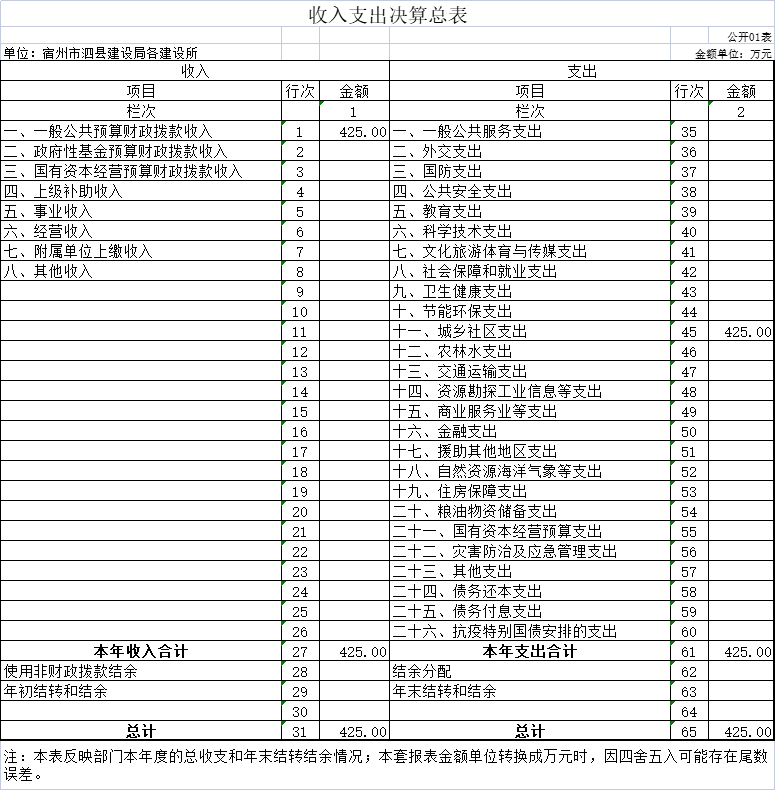 收入支出决算总表
公开01表
单位：宿州市泗县建设局各建设所 金额单位：万元
收入 支出
项目 行次 金额 项目 行次 金额
栏次 1 栏次 2
一、一般公共预算财政拨款收入 1 425.00 一、一般公共服务支出 35
二、政府性基金预算财政拨款收入 2 二、外交支出 36
三、国有资本经营预算财政拨款收入 3 三、国防支出 37
四、上级补助收入 4 四、公共安全支出 38
五、事业收入 5 五、教育支出 39
六、经营收入 6 六、科学技术支出 40
七、附属单位上缴收入 7 七、文化旅游体育与传媒支出 41
八、其他收入 8 八、社会保障和就业支出 42
9 九、卫生健康支出 43
10 十、节能环保支出 44
11 十一、城乡社区支出 45 425.00
12 十二、农林水支出 46
13 十三、交通运输支出 47
14 十四、资源勘探工业信息等支出 48
15 十五、商业服务业等支出 49
16 十六、金融支出 50
17 十七、援助其他地区支出 51
18 十八、自然资源海洋气象等支出 52
19 十九、住房保障支出 53
20 二十、粮油物资储备支出 54
21 二十一、国有资本经营预算支出 55
22 二十二、灾害防治及应急管理支出 56
23 二十三、其他支出 57
24 二十四、债务还本支出 58
25 二十五、债务付息支出 59
26 二十六、抗疫特别国债安排的支出 60
本年收入合计 27 425.00 本年支出合计 61 425.00
使用非财政拨款结余 28 结余分配 62
年初结转和结余 29 年末结转和结余 63
30 64
总计 31 425.00 总计 65 425.00
注：本表反映部门本年度的总收支和年末结转结余情况；本套报表金额单位转换成万元时，因四舍五入可能存在尾数
误差。